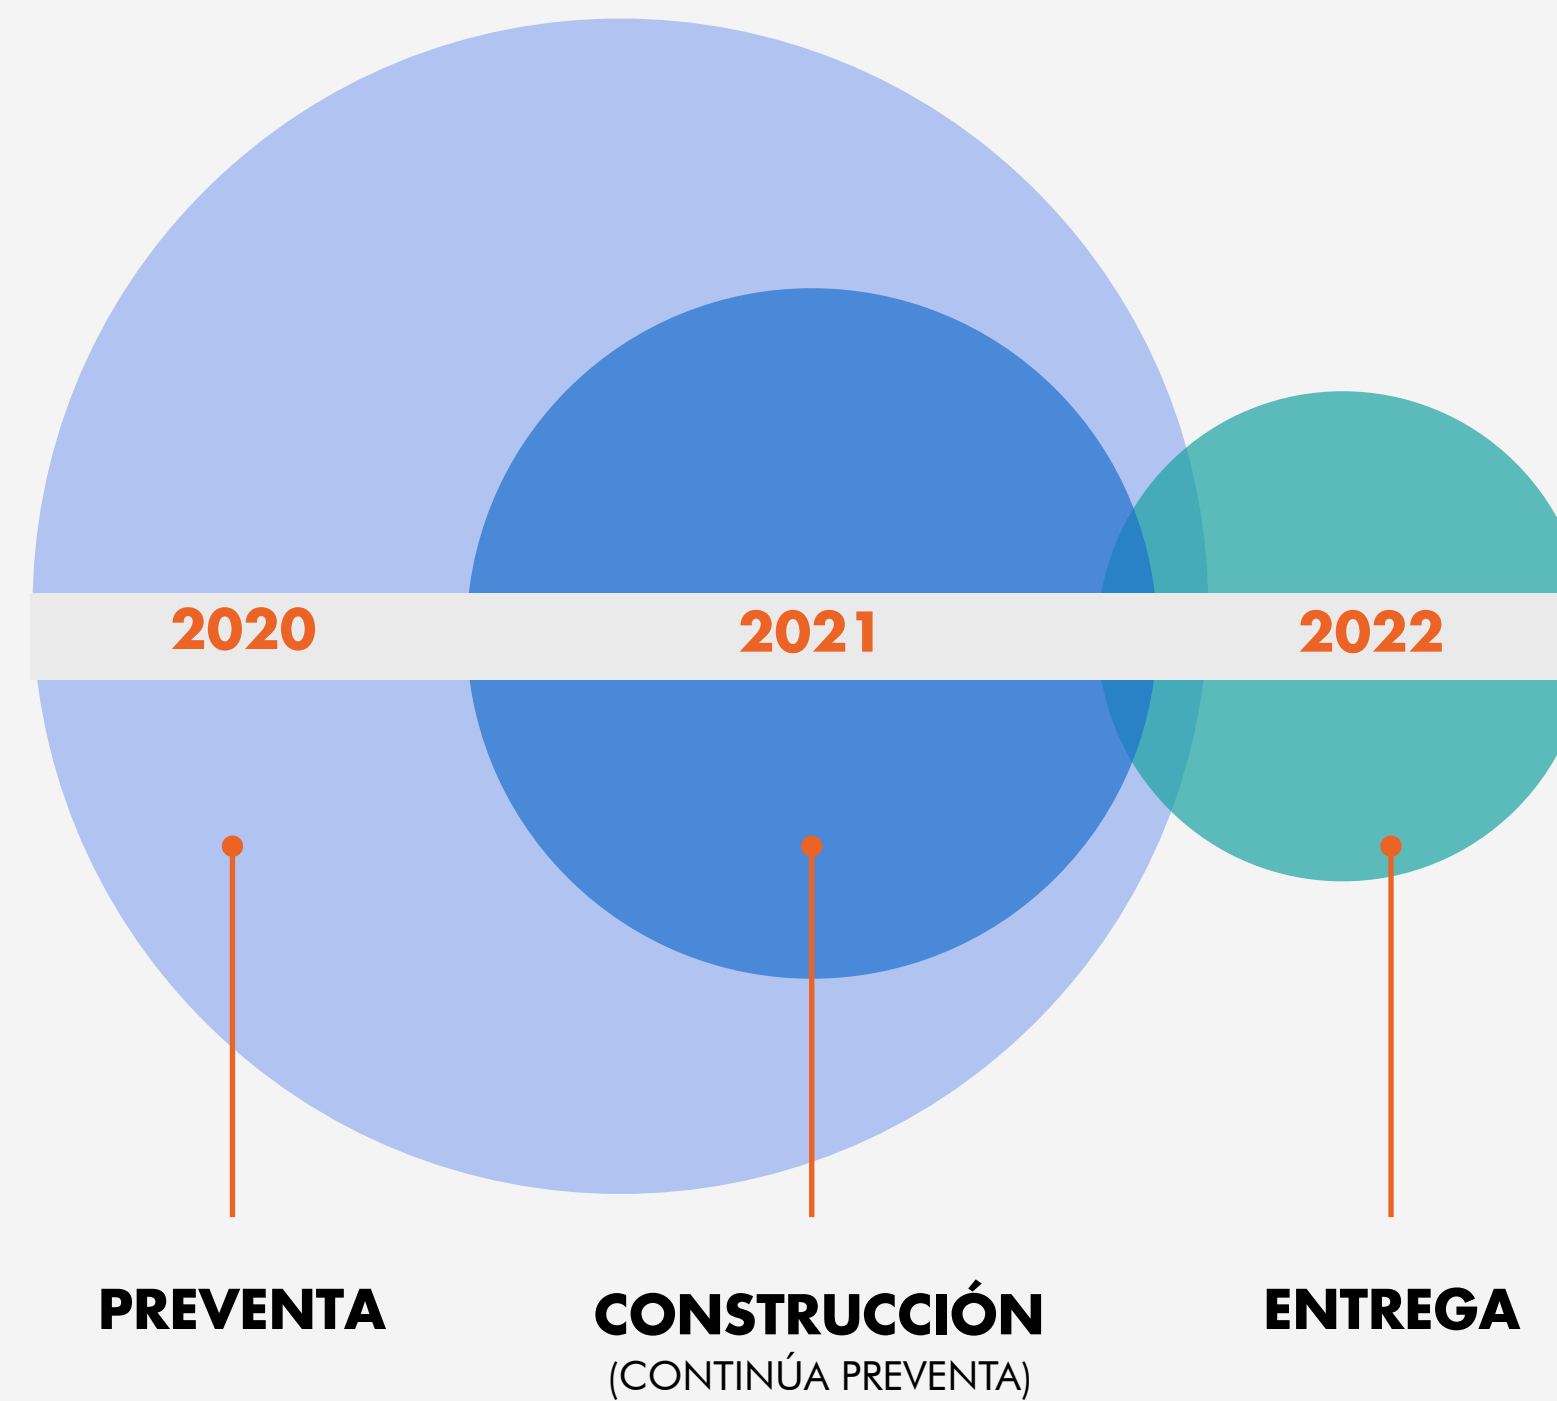 2020
2021
2022
PREVENTA
CONSTRUCCIÓN
(CONTINÚA PREVENTA)
ENTREGA